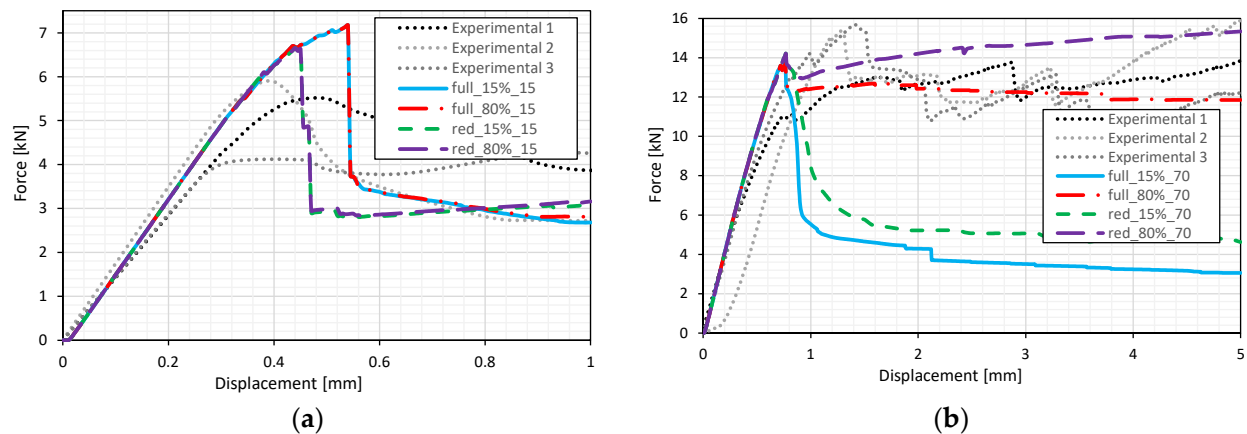 Force [kN]
7
6
5
4
3
2
1
0
0
0.2
0.4
0.6
0.8
1
Displacement [mm]
Experimental 1
Experimental 2
Experimental 3
full_15%_15
full_80%_15
red_15%_15
red_80%_15
(a)
Force [kN]
16
14
12
10
8
6
4
2
0
0
1
2
3
4
5
Displacement [mm]
Experimental 1
Experimental 2
Experimental 3
full_15%_70
full_80%_70
red_15%_70
red_80%_70
(b)